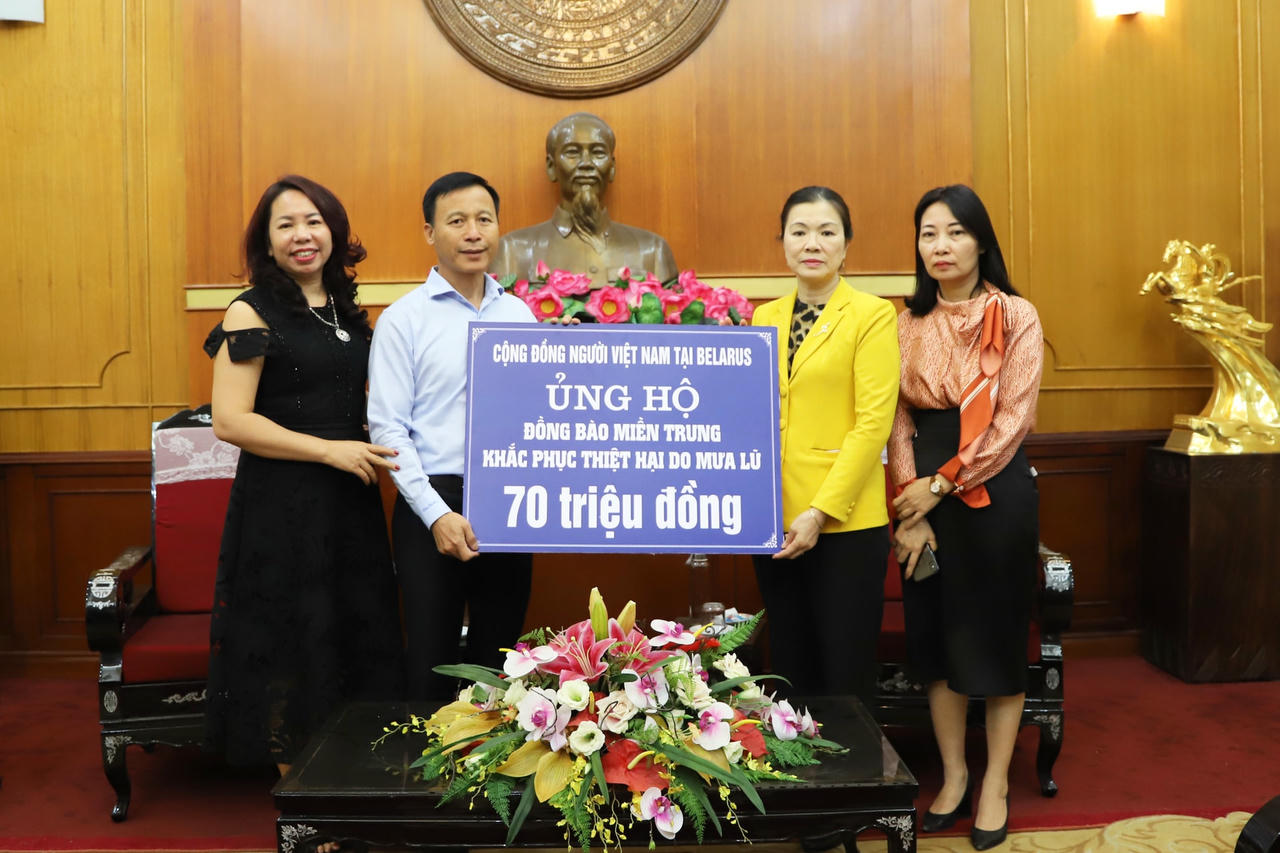 CỘNG ĐỒNG NGƯỜI VIỆT NAM TẠI BELARUS
ỦNG HỘ
ĐỒNG BÀO MIỀN TRUNG
KHẮC PHỤC THIỆT HẠI DO MƯA LŨ
70 triệu đồng